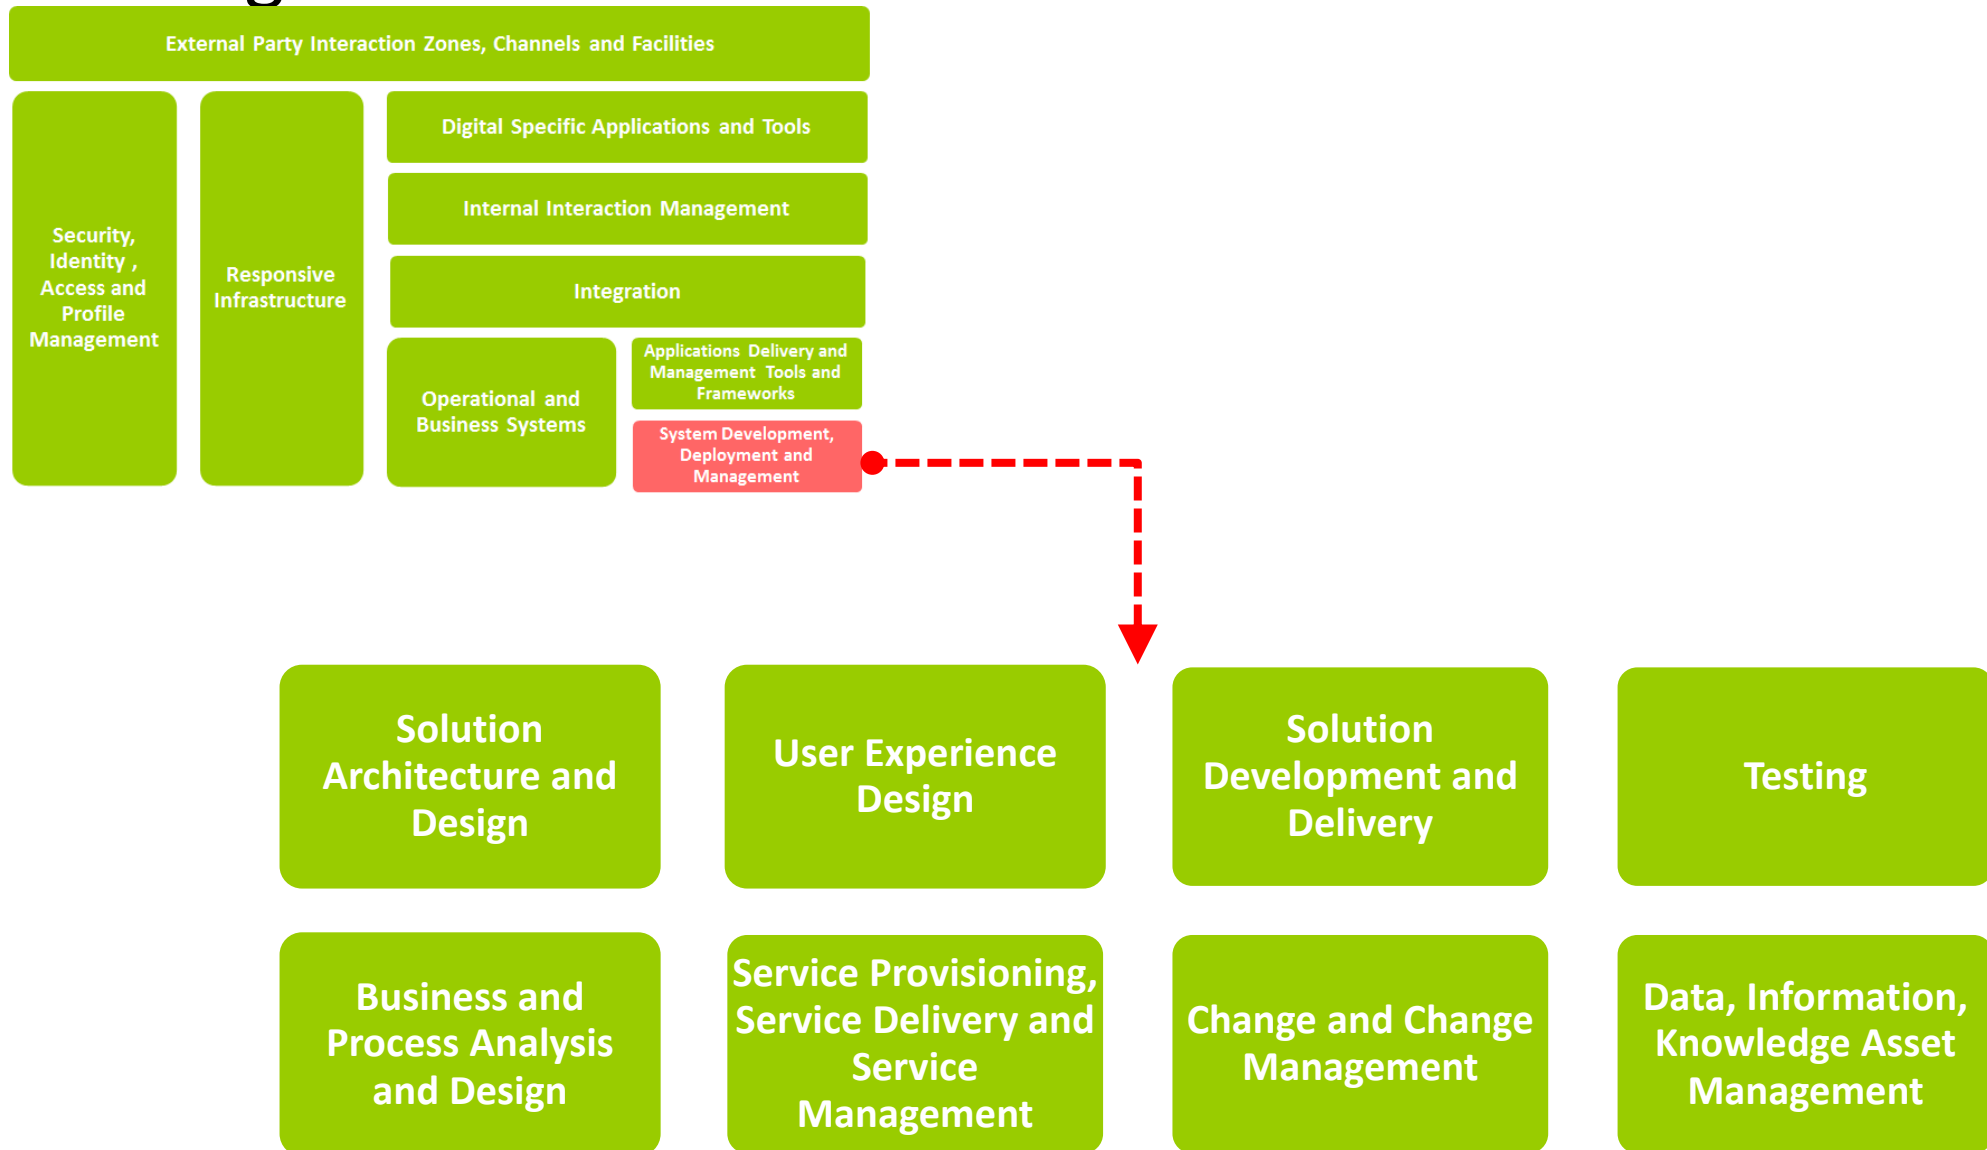 External Party Interaction Zones, Channels and Facilities
Security,
Identity ,
Access and
Profile
Management
Responsive
Infrastructure
Digital Specific Applications and Tools
Internal Interaction Management
Integration
Operational and
Business Systems
Applications Delivery and
Management Tools and
Frameworks
System Development,
Deployment and
Management
Solution
Architecture and
Design
User Experience
Design
Solution
Development and
Delivery
Testing
Business and
Process Analysis
and Design
Service Provisioning,
Service Delivery and
Service
Management
Change and Change
Management
Data, Information,
Knowledge Asset
Management